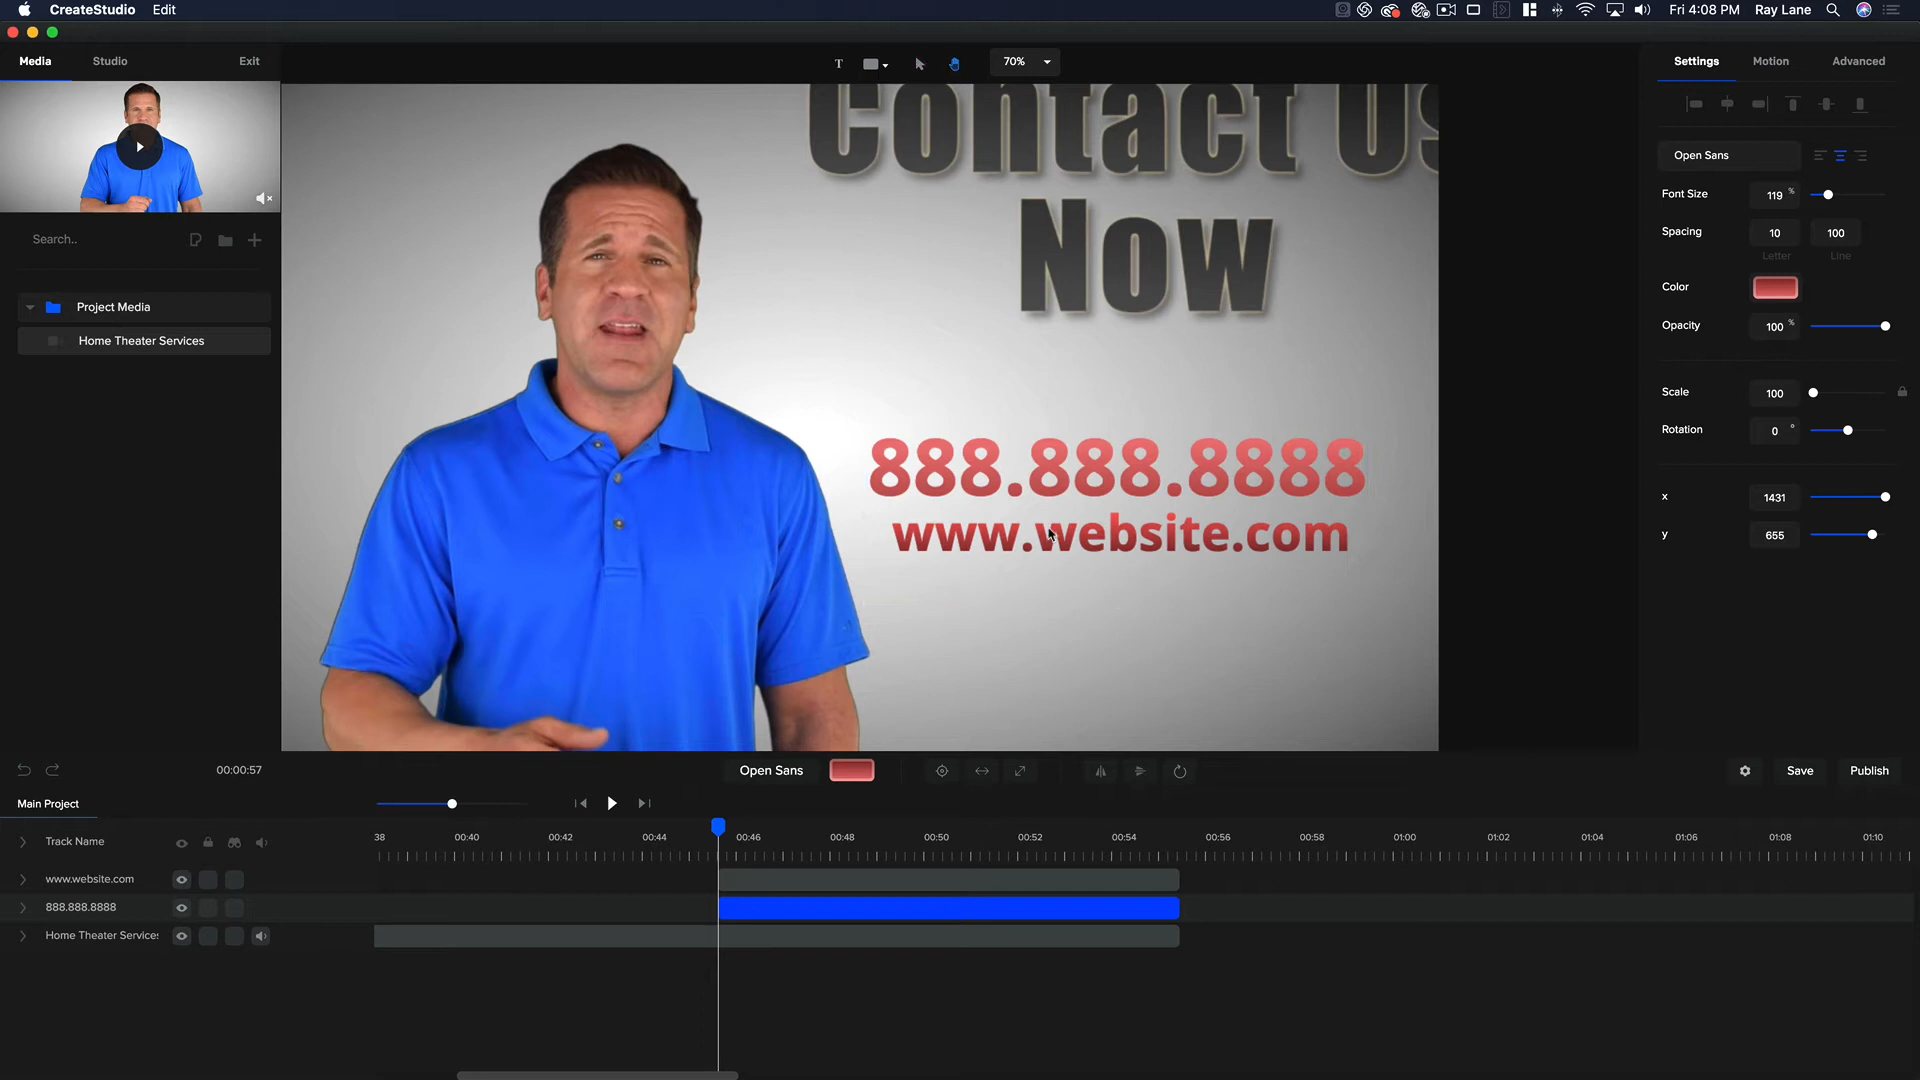 CreateStudio Edit Fri 4:08 PM Ray Lane
Media Studio Exit
70%
Settings Motion Advanced
Search..
Project Media
Home Theater Services
Contact Us
Now
888.888.8888
www.website.com
Open Sans
Font Size 119 %
Spacing 10 100
Letter Line
Color
Opacity 100 %
Scale 100
Rotation 0 °
x 1431
y 655
00:00:57 Open Sans Save Publish
Main Project
Track Name 38 00:40 00:42 00:44 00:46 00:48 00:50 00:52 00:54 00:56 00:58 01:00 01:02 01:04 01:06 01:08 01:10
www.website.com
888.888.8888
Home Theater Services